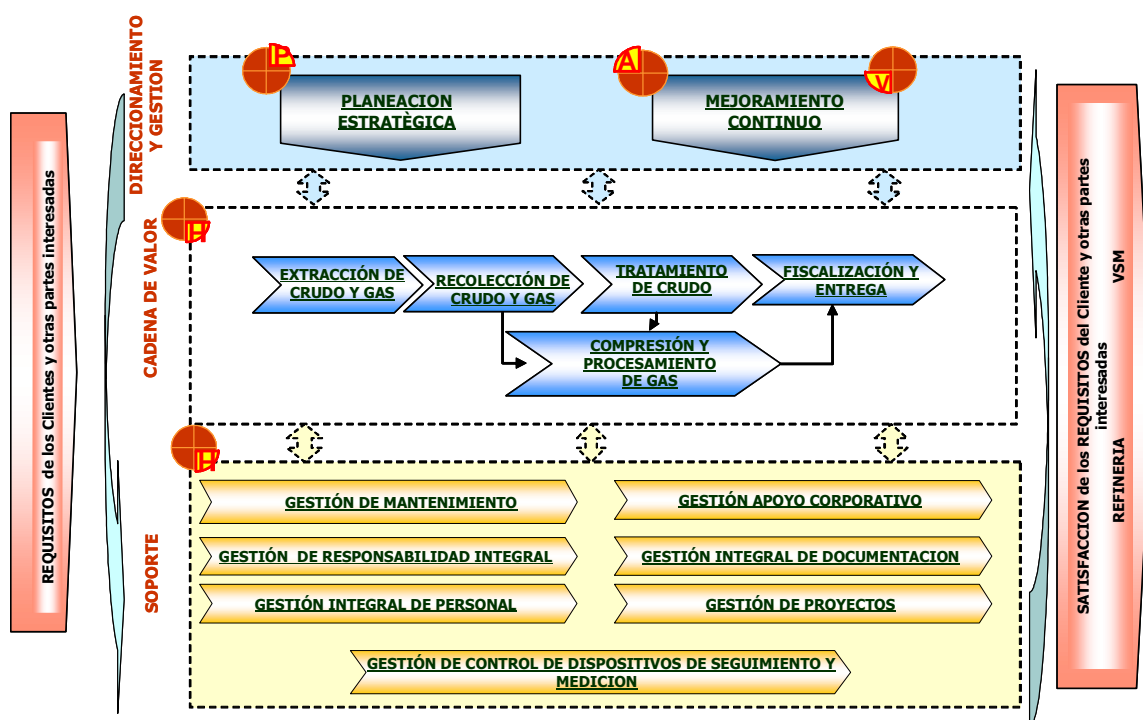 REQUISITOS de los Clientes y otras partes interesadas
DIRECCIONAMIENTO
Y GESTION
P
PLANEACION
ESTRATÈGICA
A
MEJORAMIENTO
CONTINUO
V
CADENA DE VALOR
H
EXTRACCIÓN DE
CRUDO Y GAS
RECOLECCIÓN DE
CRUDO Y GAS
TRATAMIENTO
DE CRUDO
FISCALIZACIÓN Y
ENTREGA
COMPRESIÓN Y
PROCESAMIENTO
DE GAS
SOPORTE
H
GESTIÓN DE MANTENIMIENTO
GESTIÓN APOYO CORPORATIVO
GESTIÓN DE RESPONSABILIDAD INTEGRAL
GESTIÓN INTEGRAL DE DOCUMENTACION
GESTIÓN INTEGRAL DE PERSONAL
GESTIÓN DE PROYECTOS
GESTIÓN DE CONTROL DE DISPOSITIVOS DE SEGUIMIENTO Y
MEDICION
SATISFACCION de los REQUISITOS del Cliente y otras partes
interesadas
REFINERIA VSM